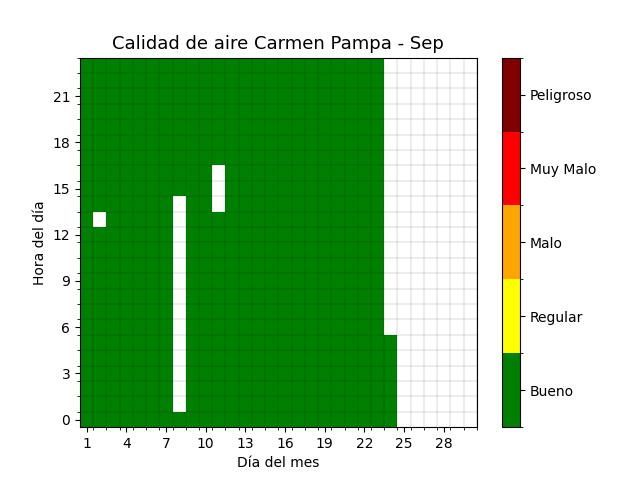 Calidad de aire Carmen Pampa - Sep
Hora del día
21
18
15
12
9
6
3
0
1 4 7 10 13 16 19 22 25 28
Día del mes
Peligroso
Muy Malo
Malo
Regular
Bueno